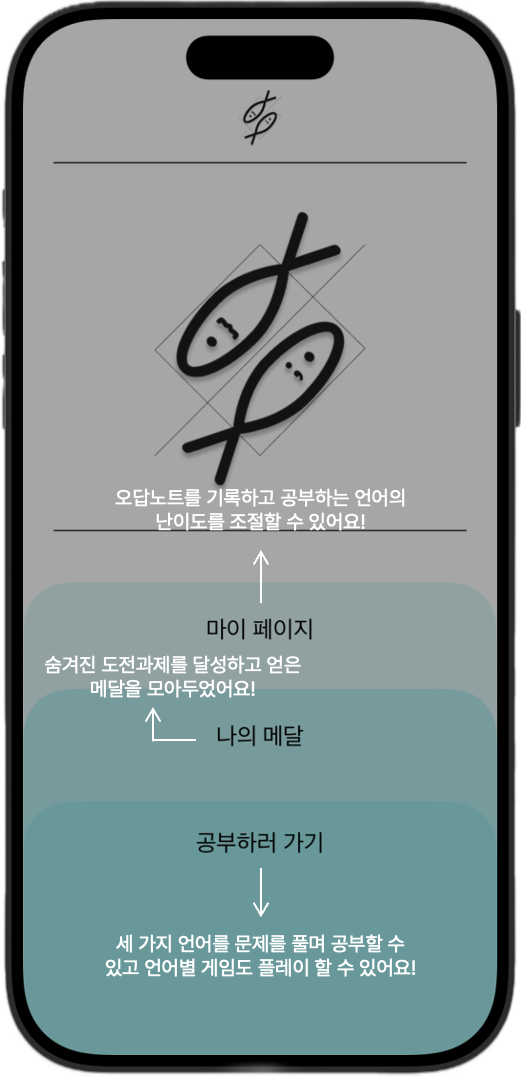 오답노트를 기록하고 공부하는 언어의
난이도를 조절할 수 있어요!
마이 페이지
숨겨진 도전과제를 달성하고 얻은
메달을 모아두었어요!
나의 메달
공부하러 가기
세 가지 언어를 문제를 풀며 공부할 수
있고 언어별 게임도 플레이 할 수 있어요!